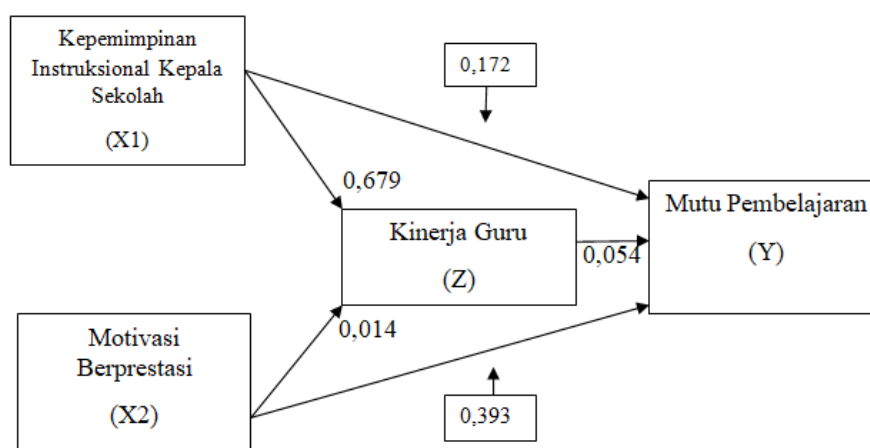 Kepemimpinan
Instruksional Kepala
Sekolah
(X1)
0,172
0,679
Kinerja Guru
(Z)
0,054
Mutu Pembelajaran
(Y)
0,014
Motivasi
Berprestasi
(X2)
0,393